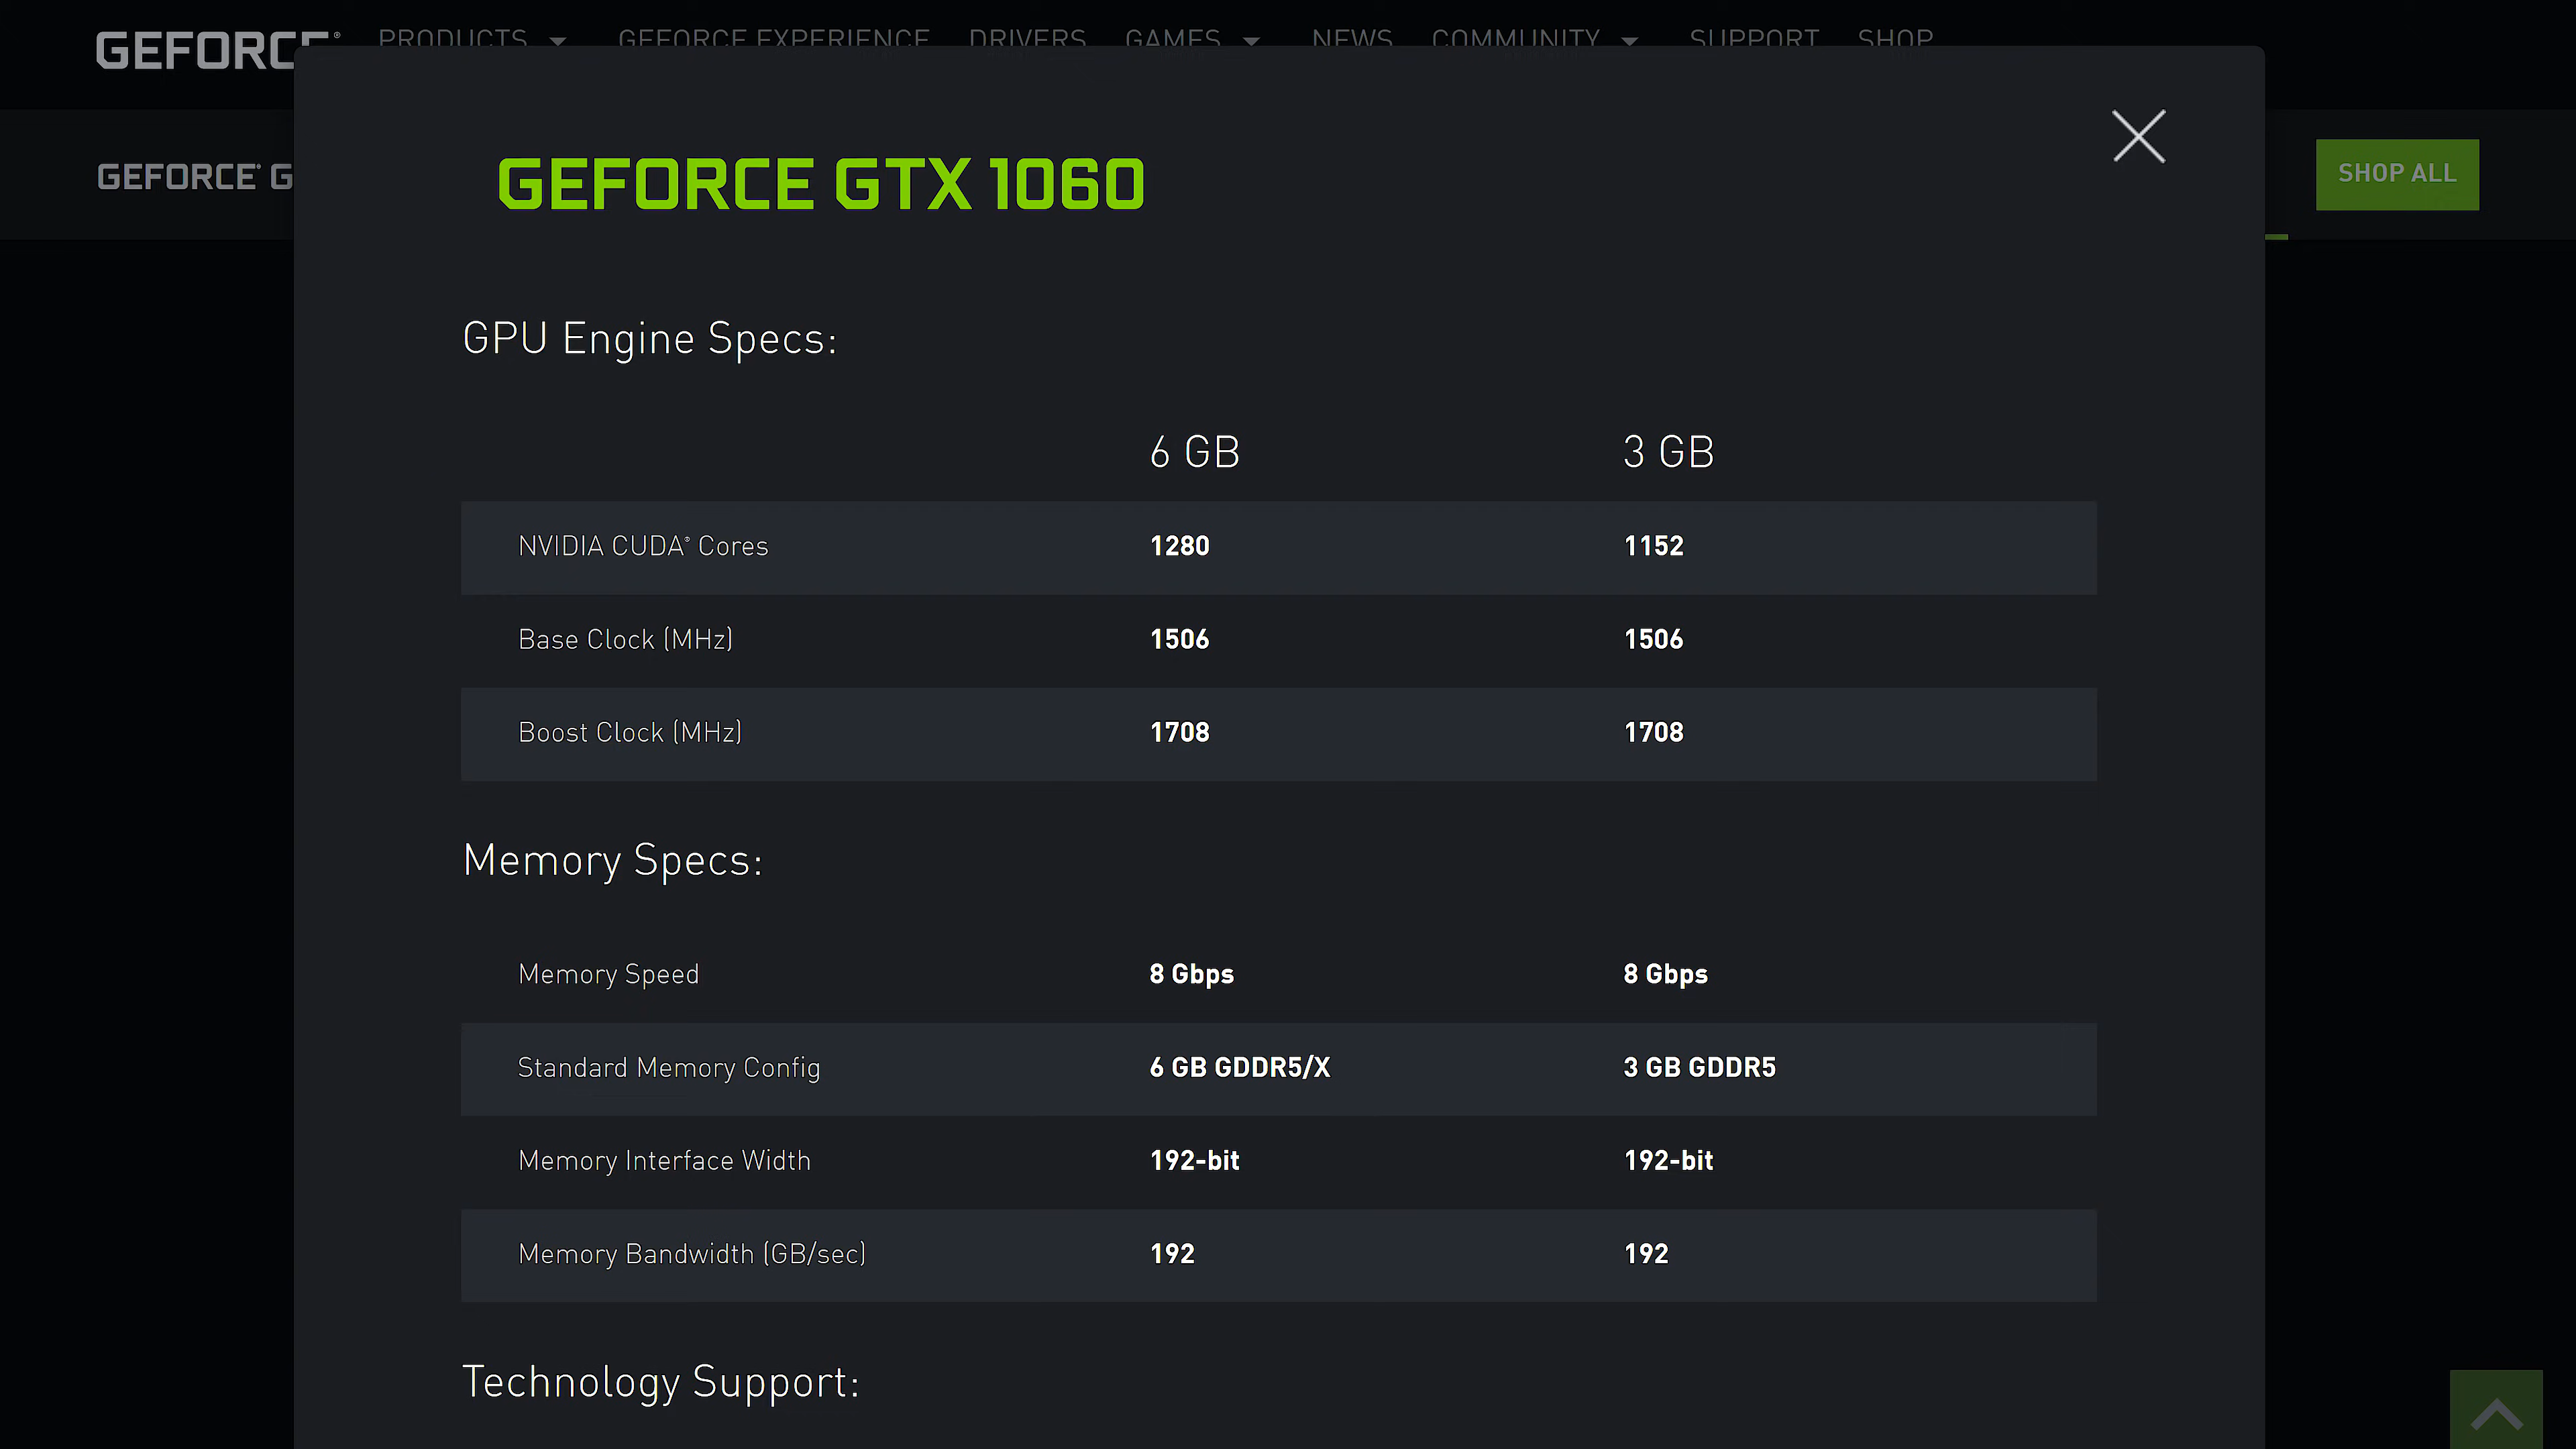 GEFORCE® PRODUCTS GEFORCE EXPERIENCE DRIVERS GAMES NEWS COMMUNITY SUPPORT SHOP
GEFORCE® G
SHOP ALL
GEFORCE GTX 1060
GPU Engine Specs:
6 GB 3 GB
NVIDIA CUDA® Cores 1280 1152
Base Clock (MHz) 1506 1506
Boost Clock (MHz) 1708 1708
Memory Specs:
Memory Speed 8 Gbps 8 Gbps
Standard Memory Config 6 GB GDDR5/X 3 GB GDDR5
Memory Interface Width 192-bit 192-bit
Memory Bandwidth (GB/sec) 192 192
Technology Support: